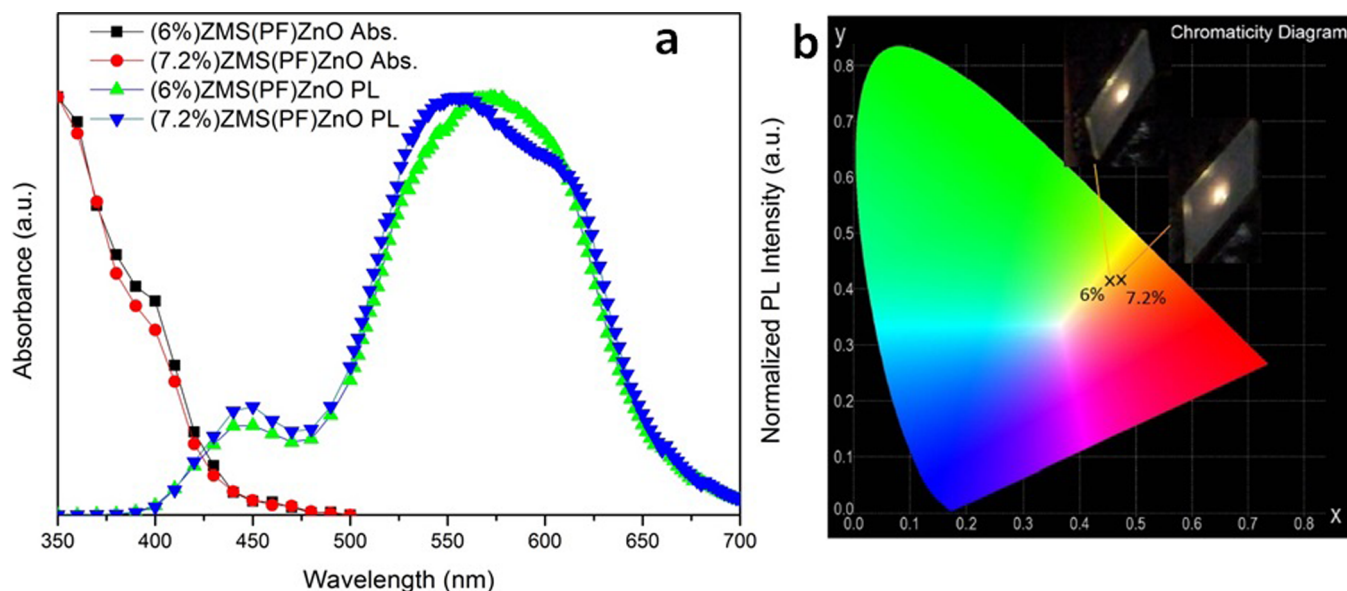 a
(6%)ZMS(PF)ZnO Abs.
(7.2%)ZMS(PF)ZnO Abs.
(6%)ZMS(PF)ZnO PL
(7.2%)ZMS(PF)ZnO PL
Absorbance (a.u.)
350 400 450 500 550 600 650 700
Wavelength (nm)
Normalized PL Intensity (a.u.)
b
y
Chromaticity Diagram
0.8
0.7
0.6
0.5
0.4
0.3
0.2
0.1
0.0
6%
7.2%
0.0 0.1 0.2 0.3 0.4 0.5 0.6 0.7 0.8 X